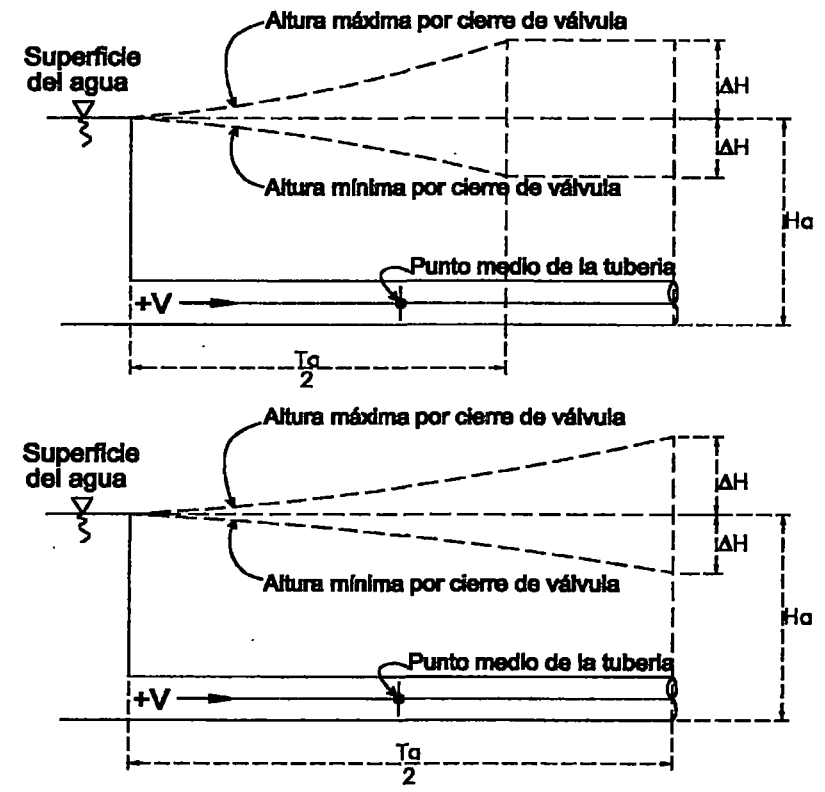 Altura máxima por cierre de válvula
Superficie
del agua
ΔH
ΔH
Altura mínima por cierre de válvula
Ha
Punto medio de la tuberia
+V
Ta
2
Altura máxima por cierre de válvula
Superficie
del agua
ΔH
ΔH
Altura mínima por cierre de válvula
Ha
Punto medio de la tuberia
+V
Ta
2